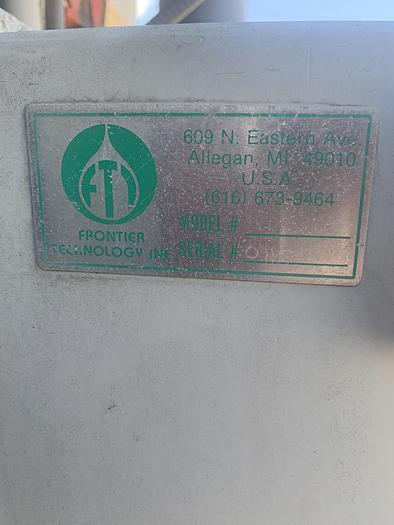 FTI
FRONTIER
TECHNOLOGY INC
609 N. Eastern Ave.
Allegan, MI. 49010
U.S.A.
(616) 673-9464
MODEL #
SERIAL #